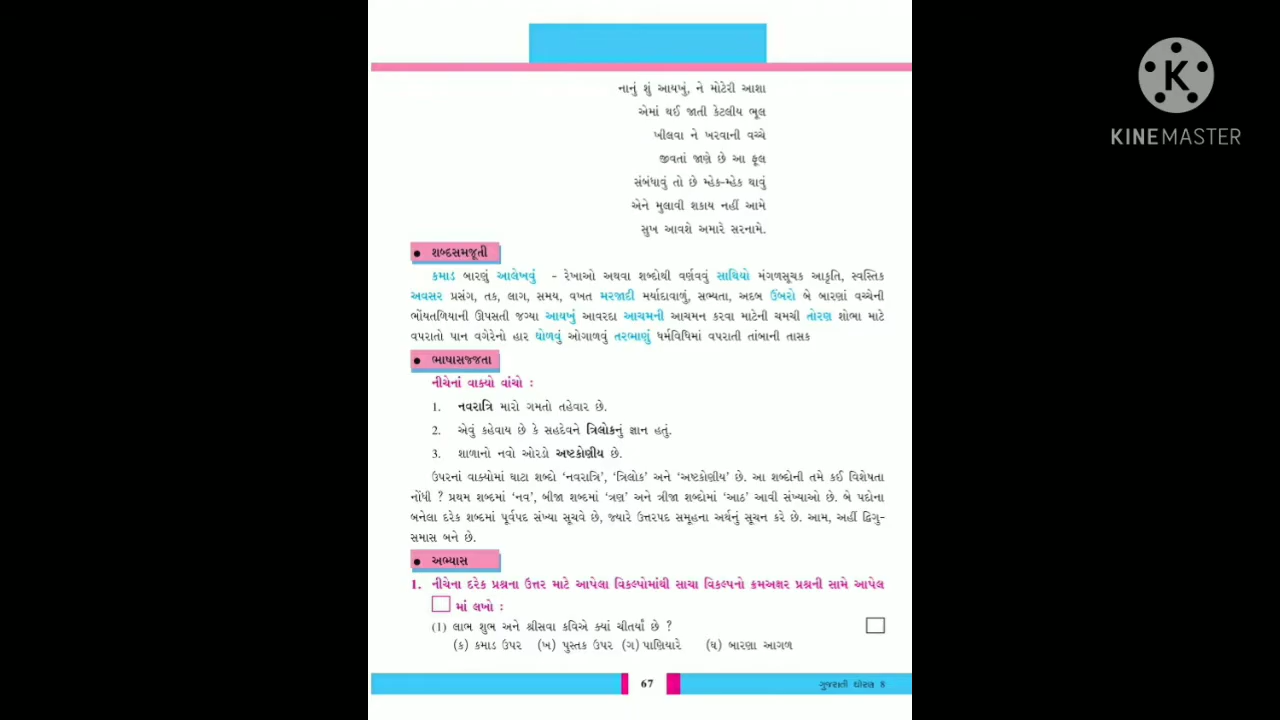 નાનું શું આયખું, ને મોટેરી આશા
એમાં થઈ જાતી કેટલીય ભૂલ
ખીલવા ને ખરવાની વચ્ચે
જીવતાં જાણે છે આ ફૂલ
સંબંધાવું તો છે મ્હેક-મ્હેક થાવું
એને મુલાવી શકાય નહીં આમે
સુખ આવશે અમારે સરનામે.
• શબ્દસમજૂતી
કમાડ બારણું આલેખવું - રેખાઓ અથવા શબ્દોથી વર્ણવવું સાથિયો મંગળસૂચક આકૃતિ, સ્વસ્તિક
અવસર પ્રસંગ, તક, લાગ, સમય, વખત મરજાદી મર્યાદાવાળું, સભ્યતા, અદબ ઉંબરો બે બારણાં વચ્ચેની
ભોંયતળિયાની ઊપસતી જગ્યા આયખું આવરદા આચમની આચમન કરવા માટેની ચમચી તોરણ શોભા માટે
વપરાતો પાન વગેરેનો હાર ઘોળવું ઓગાળવું તરભાણું ધર્મવિધિમાં વપરાતી તાંબાની તાસક
• ભાષાસજ્જતા
નીચેનાં વાક્યો વાંચો :
1. નવરાત્રિ મારો ગમતો તહેવાર છે.
2. એવું કહેવાય છે કે સહદેવને ત્રિલોકનું જ્ઞાન હતું.
3. શાળાનો નવો ઓરડો અષ્ટકોણીય છે.
ઉપરનાં વાક્યોમાં ઘાટા શબ્દો ‘નવરાત્રિ’, ‘ત્રિલોક’ અને ‘અષ્ટકોણીય’ છે. આ શબ્દોની તમે કઈ વિશેષતા
નોંધી ? પ્રથમ શબ્દમાં ‘નવ’, બીજા શબ્દમાં ‘ત્રણ’ અને ત્રીજા શબ્દોમાં ‘આઠ’ આવી સંખ્યાઓ છે. બે પદોના
બનેલા દરેક શબ્દમાં પૂર્વપદ સંખ્યા સૂચવે છે, જ્યારે ઉત્તરપદ સમૂહના અર્થનું સૂચન કરે છે. આમ, અહીં દ્વિગુ-
સમાસ બને છે.
• અભ્યાસ
1. નીચેના દરેક પ્રશ્નના ઉત્તર માટે આપેલા વિકલ્પોમાંથી સાચા વિકલ્પનો ક્રમઅક્ષર પ્રશ્નની સામે આપેલ
માં લખો :
(1) લાભ શુભ અને શ્રીસવા કવિએ ક્યાં ચીતર્યાં છે ?
(ક) કમાડ ઉપર (ખ) પુસ્તક ઉપર (ગ) પાણિયારે (ઘ) બારણા આગળ
67
ગુજરાતી ધોરણ 8
KINEMASTER